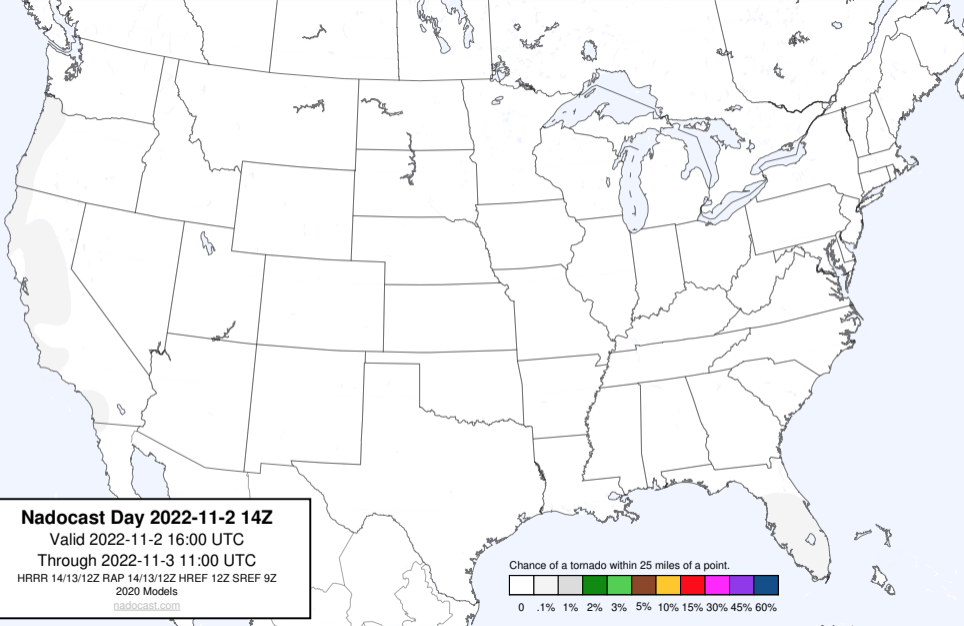 Nadocast Day 2022-11-2 14Z
Valid 2022-11-2 16:00 UTC
Through 2022-11-3 11:00 UTC
HRRR 14/13/12Z RAP 14/13/12Z HREF 12Z SREF 9Z
2020 Models
nadocast.com
Chance of a tornado within 25 miles of a point.
0 .1% 1% 2% 3% 5% 10% 15% 30% 45% 60%